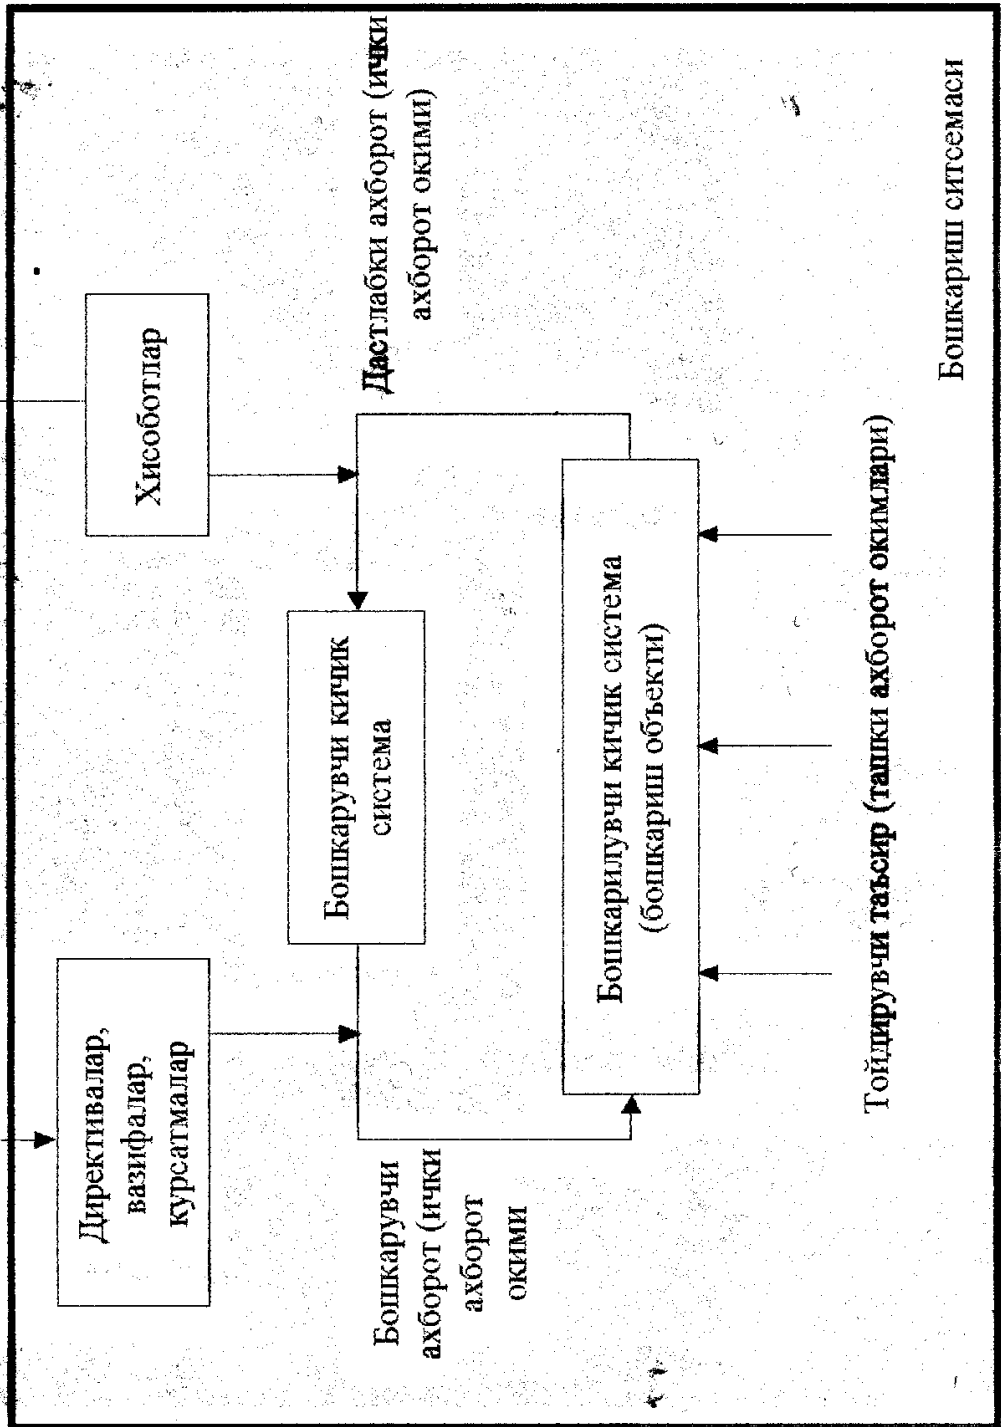 Директивалар,
вазифалар,
курсатмалар
Хисоботлар
Бошкарувчи кичик
система
Дастлабки ахборот (ички
ахборот окими)
Бошкарувчи
ахборот (ички
ахборот
окими
Бошкарилувчи кичик система
(бошкариш объекти)
Тойдирувчи таъсир (ташки ахборот окимлари)
Бошкариш ситсемаси